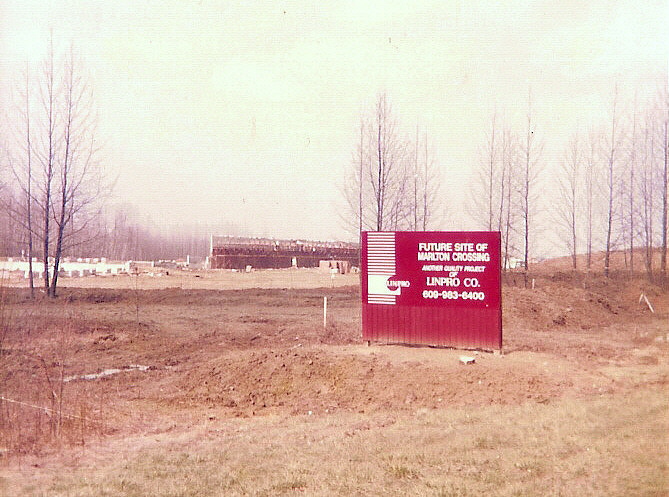 FUTURE SITE OF
MARLTON CROSSING
ANOTHER QUALITY PROJECT
OF
LINPRO
LINPRO CO.
609-983-6400